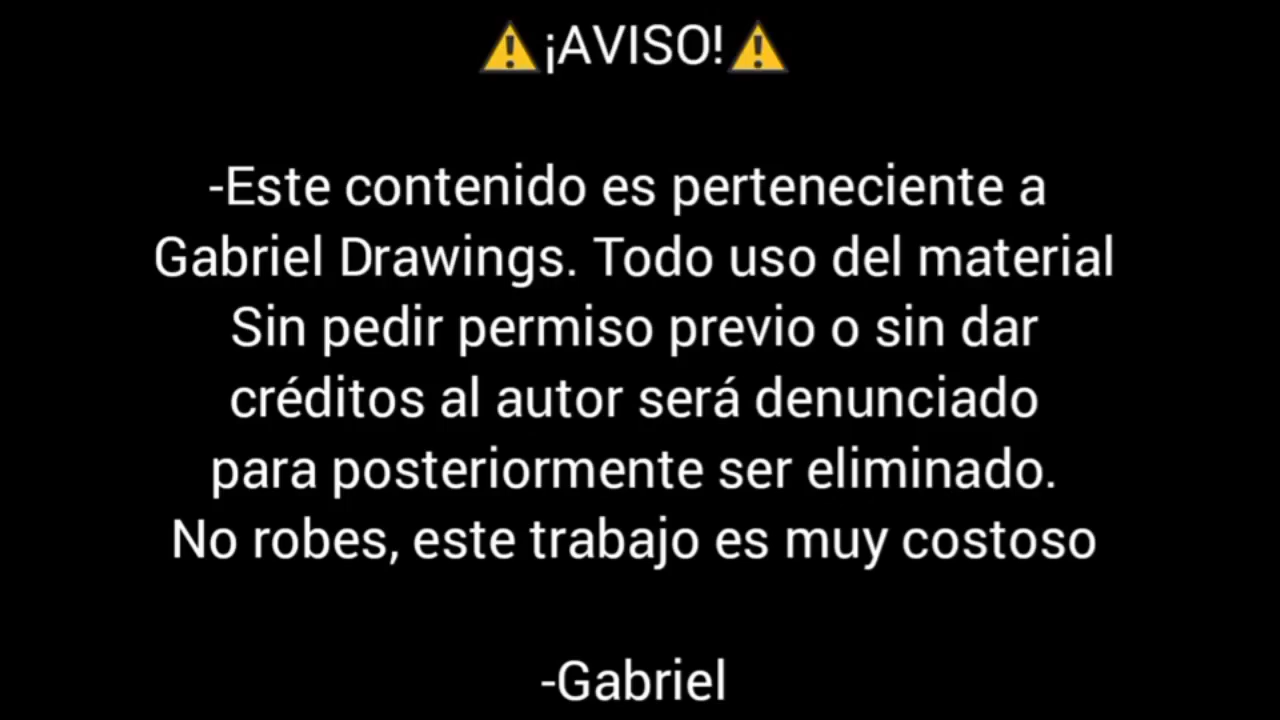 ⚠️¡AVISO!⚠️
-Este contenido es perteneciente a
Gabriel Drawings. Todo uso del material
Sin pedir permiso previo o sin dar
créditos al autor será denunciado
para posteriormente ser eliminado.
No robes, este trabajo es muy costoso
-Gabriel